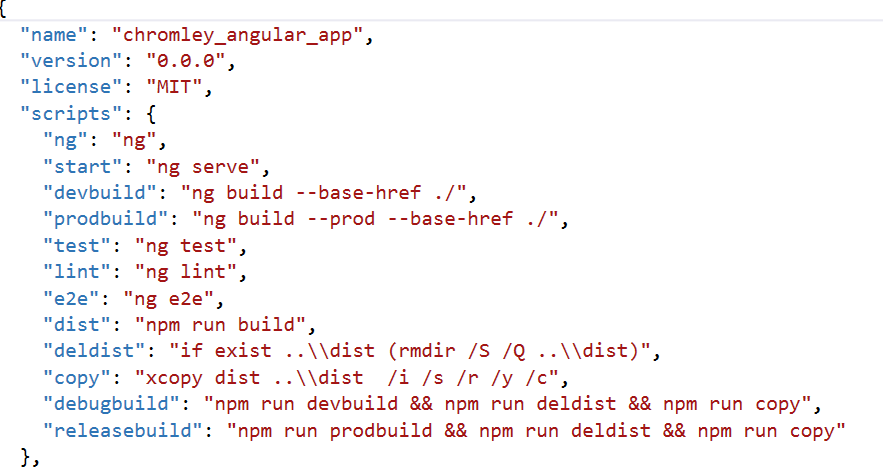 {
"name": "chromley_angular_app",
"version": "0.0.0",
"license": "MIT",
"scripts": {
"ng": "ng",
"start": "ng serve",
"devbuild": "ng build --base-href ./",
"prodbuild": "ng build --prod --base-href ./",
"test": "ng test",
"lint": "ng lint",
"e2e": "ng e2e",
"dist": "npm run build",
"deldist": "if exist ..\\dist (rmdir /S /Q ..\\dist)",
"copy": "xcopy dist ..\\dist  /i /s /r /y /c",
"debugbuild": "npm run devbuild && npm run deldist && npm run copy",
"releasebuild": "npm run prodbuild && npm run deldist && npm run copy"
},